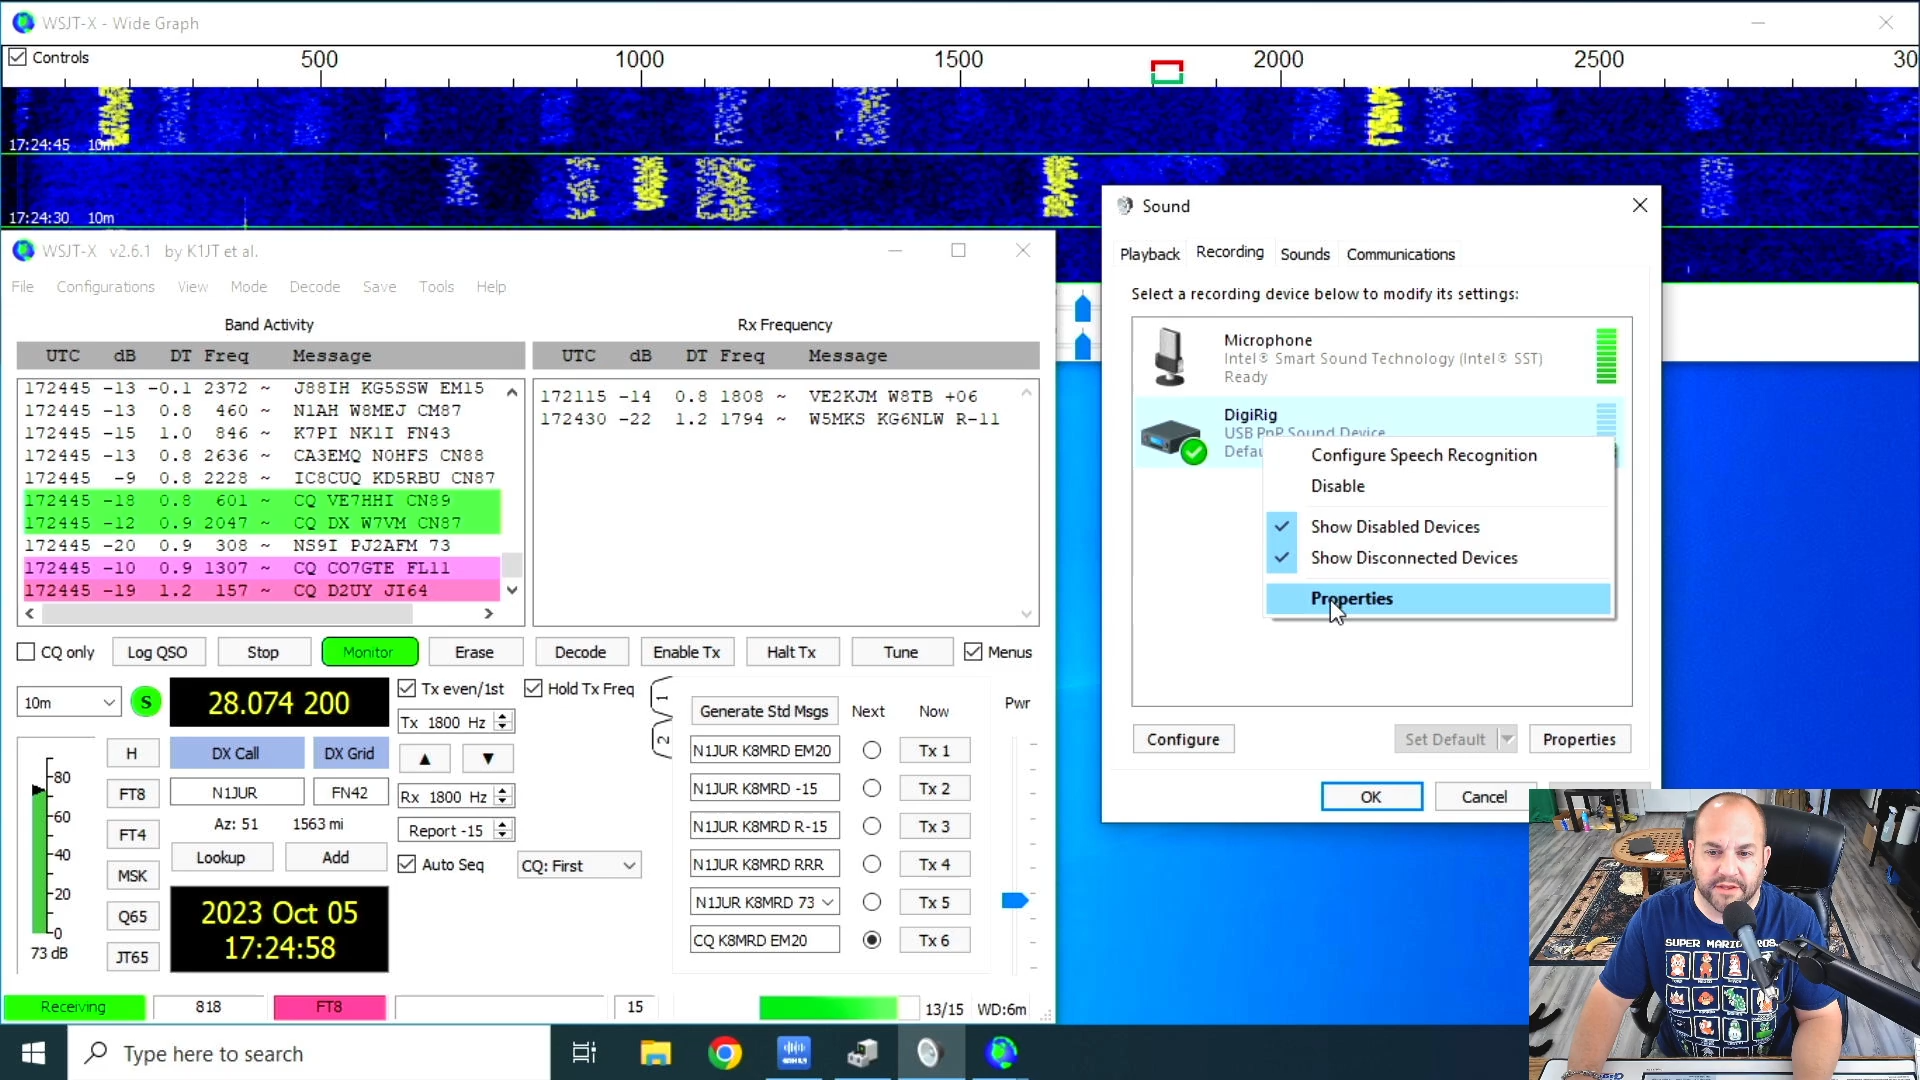 WSJT-X - Wide Graph
Controls
500 1000 1500 2000 2500 30
17:24:45 10m
17:24:30 10m
WSJT-X v2.6.1 by K1JT et al.
File Configurations View Mode Decode Save Tools Help
Band Activity
UTC dB DT Freq Message
172445 -13 -0.1 2372 ~ J88IH KG5SSW EM15
172445 -13 0.8 460 ~ N1AH W8MEJ CM87
172445 -15 1.0 846 ~ K7PI NK1I FN43
172445 -13 0.8 2636 ~ CA3EMQ N0HFS CN88
172445 -9 0.8 2228 ~ IC8CUQ KD5RBU CN87
172445 -18 0.8 601 ~ CQ VE7HHI CN89
172445 -12 0.9 2047 ~ CQ DX W7VM CN87
172445 -20 0.9 308 ~ NS9I PJ2AFM 73
172445 -10 0.9 1307 ~ CQ CO7GTE FL11
172445 -19 1.2 157 ~ CQ D2UY JI64
Rx Frequency
UTC dB DT Freq Message
172115 -14 0.8 1808 ~ VE2KJM W8TB +06
172430 -22 1.2 1794 ~ W5MKS KG6NLW R-11
CQ only Log QSO Stop Monitor Erase Decode Enable Tx Halt Tx Tune Menus
10m S 28.074 200
Tx even/1st Hold Tx Freq
Tx 1800 Hz
DX Call DX Grid
N1JUR FN42
Az: 51 1563 mi
Lookup Add
Rx 1800 Hz
Report -15
Auto Seq CQ: First
H
FT8
FT4
MSK
Q65
JT65
80
60
40
20
0
73 dB
2023 Oct 05
17:24:58
1
2
Generate Std Msgs Next Now Pwr
N1JUR K8MRD EM20 Tx 1
N1JUR K8MRD -15 Tx 2
N1JUR K8MRD R-15 Tx 3
N1JUR K8MRD RRR Tx 4
N1JUR K8MRD 73 Tx 5
CQ K8MRD EM20 Tx 6
Receiving 818 FT8 15 13/15 WD:6m
Sound
Playback Recording Sounds Communications
Select a recording device below to modify its settings:
Microphone
Intel® Smart Sound Technology (Intel® SST)
Ready
DigiRig
USB PnP Sound Device
Defau
Configure Speech Recognition
Disable
Show Disabled Devices
Show Disconnected Devices
Properties
Configure Set Default Properties
OK Cancel
SUPER MARIO BROS.
Type here to search